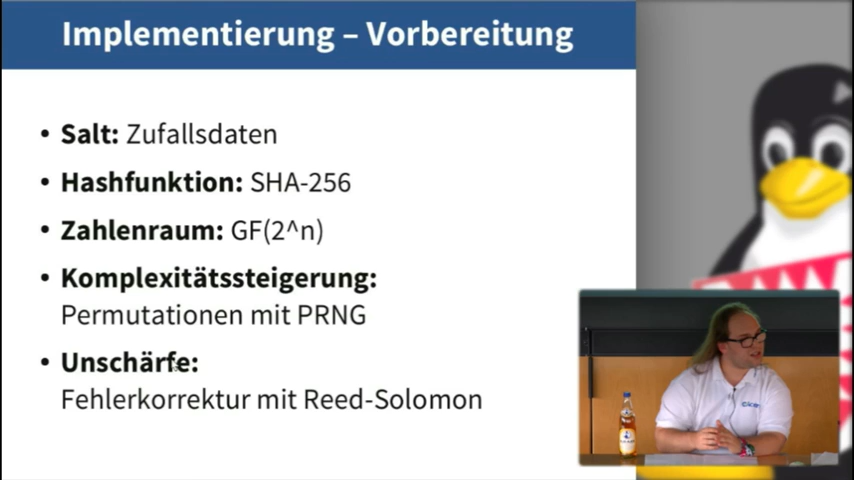 Implementierung – Vorbereitung
• Salt: Zufallsdaten
• Hashfunktion: SHA-256
• Zahlenraum: GF(2^n)
• Komplexitätssteigerung:
Permutationen mit PRNG
• Unschärfe:
Fehlerkorrektur mit Reed-Solomon